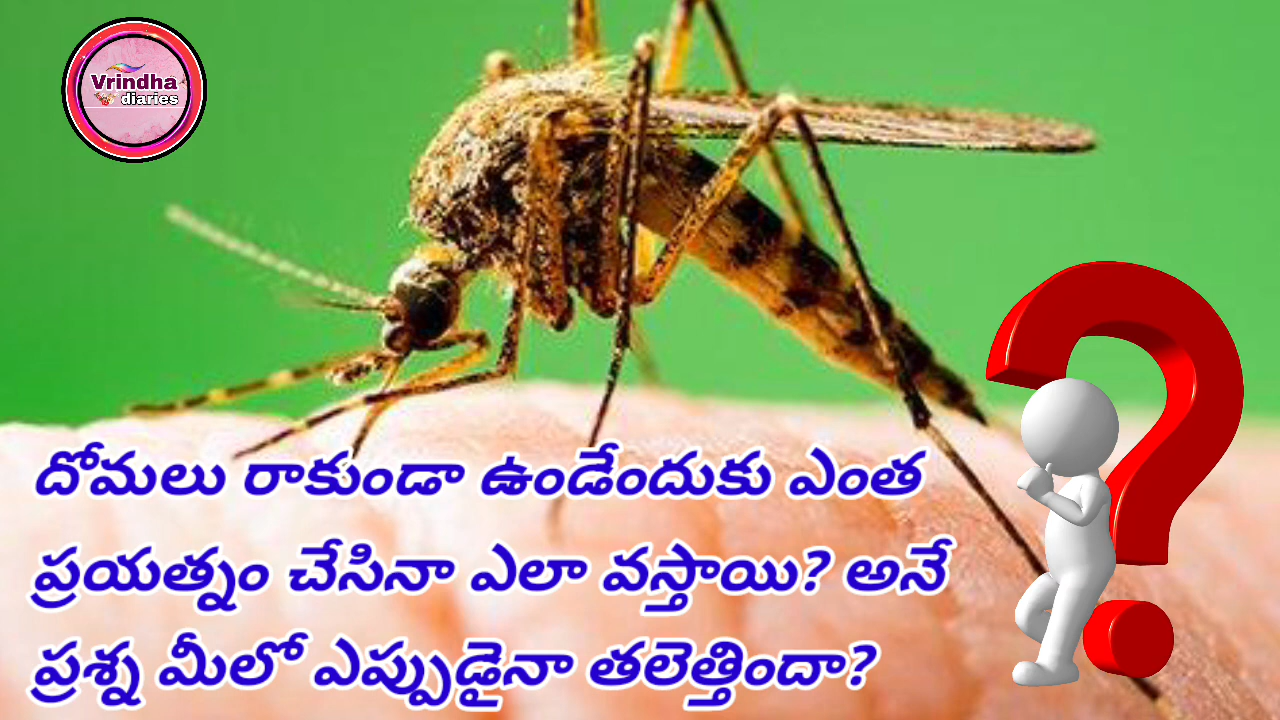 Vrindha
diaries
దోమలు రాకుండా ఉండేందుకు ఎంత
ప్రయత్నం చేసినా ఎలా వస్తాయి? అనే
ప్రశ్న మీలో ఎప్పుడైనా తలెత్తిందా?